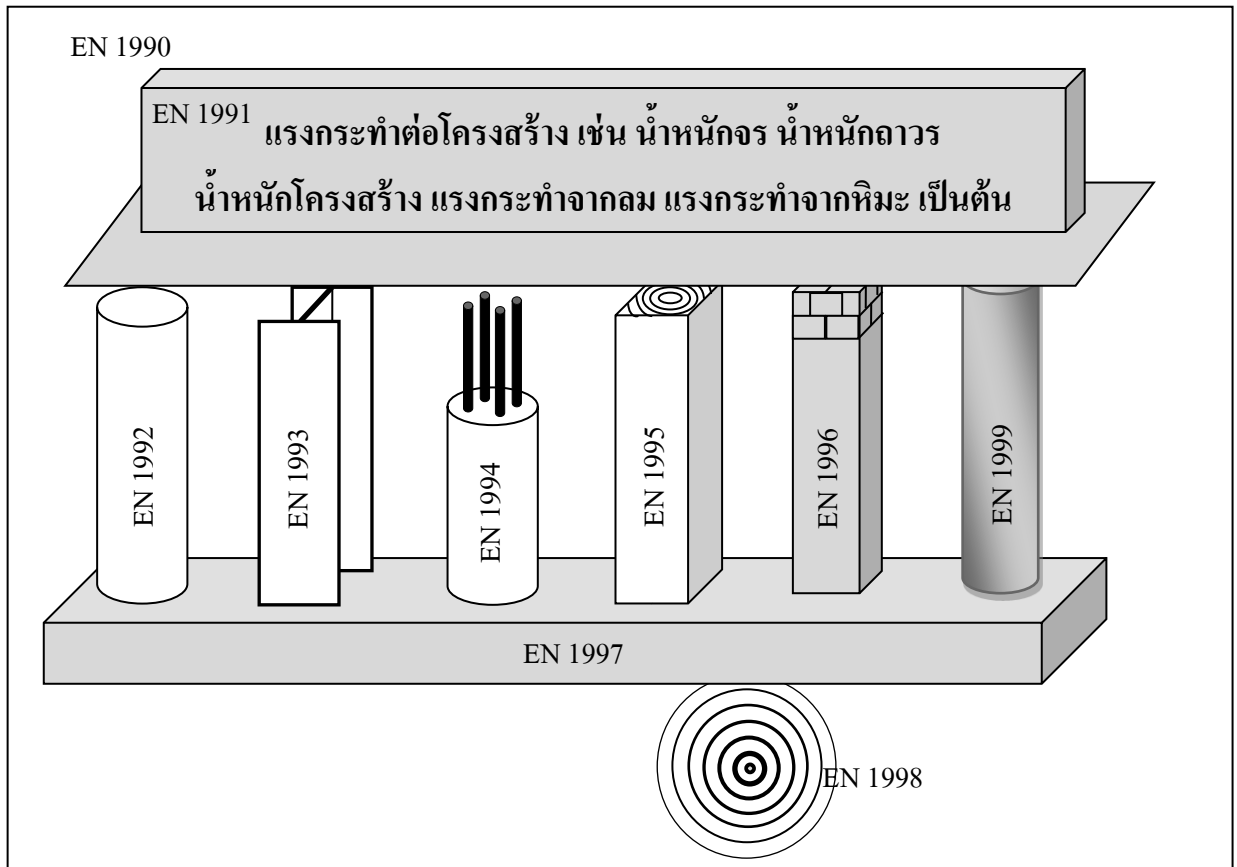 EN 1990
EN 1991
แรงกระทำต่อโครงสร้าง เช่น น้ำหนักจร น้ำหนักถาวร
น้ำหนักโครงสร้าง แรงกระทำจากลม แรงกระทำจากหิมะ เป็นต้น
EN 1992
EN 1993
EN 1994
EN 1995
EN 1996
EN 1999
EN 1997
EN 1998